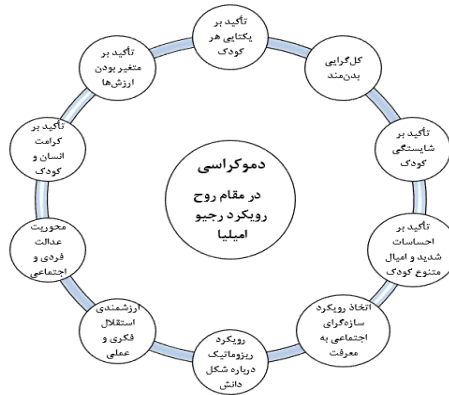 تأکید بر
یکتایی هر
کودک
کل‌گرایی
بدن‌مند
تأکید بر
شایستگی
کودک
تأکید بر
احساسات
شدید و امیال
متنوع کودک
اتخاذ رویکرد
سازه‌گرای
اجتماعی به
معرفت
رویکرد
ریزوماتیک
درباره شکل
دانش
ارزشمندی
استقلال
فکری و
عملی
محوریت
عدالت
فردی و
اجتماعی
تأکید بر
کرامت
انسان و
کودک
تأکید بر
متغیر بودن
ارزش‌ها
دموکراسی
در مقام روح
رویکرد رجیو
امیلیا